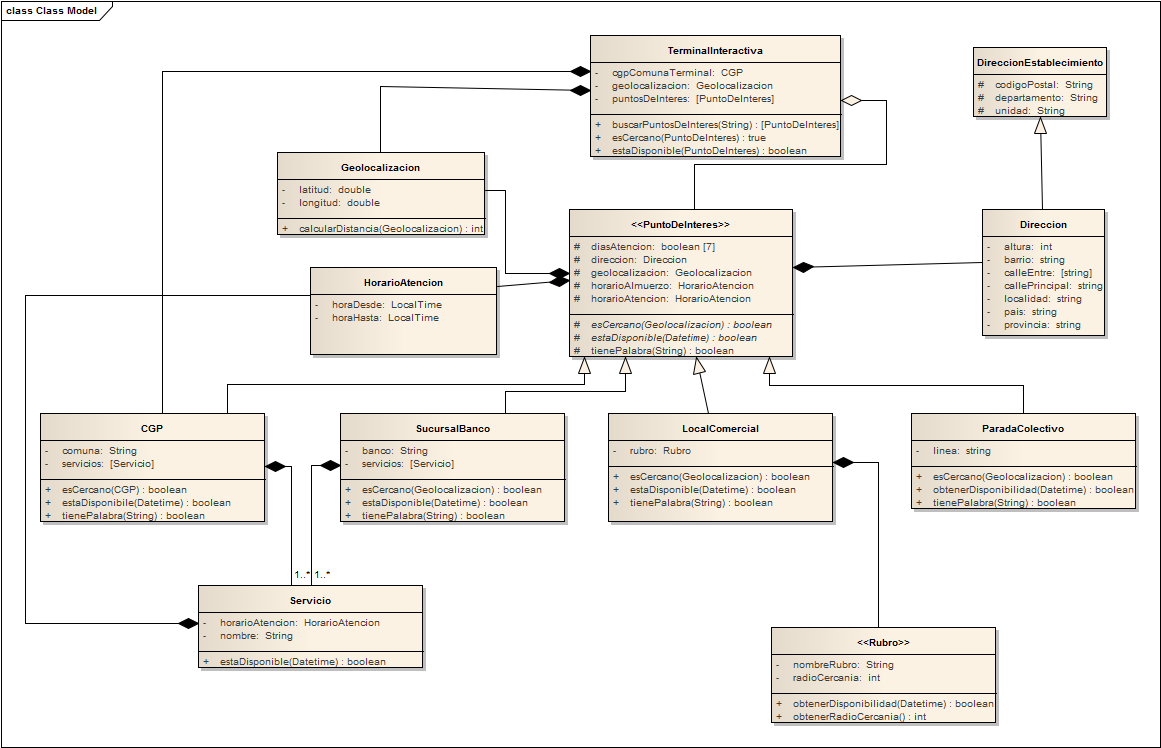 class Class Model
TerminalInteractiva
- cgpComunaTerminal: CGP
- geolocalizacion: Geolocalizacion
- puntosDeInteres: [PuntoDeInteres]
+ buscarPuntosDeInteres(String) : [PuntoDeInteres]
+ esCercano(PuntoDeInteres) : true
+ estaDisponible(PuntoDeInteres) : boolean
DireccionEstablecimiento
# codigoPostal: String
# departamento: String
# unidad: String
Geolocalizacion
- latitud: double
- longitud: double
+ calcularDistancia(Geolocalizacion) : int
<<PuntoDeInteres>>
# diasAtencion: boolean [7]
# direccion: Direccion
# geolocalizacion: Geolocalizacion
# horarioAlmuerzo: HorarioAtencion
# horarioAtencion: HorarioAtencion
# esCercano(Geolocalizacion) : boolean
# estaDisponible(Datetime) : boolean
# tienePalabra(String) : boolean
Direccion
- altura: int
- barrio: string
- calleEntre: [string]
- callePrincipal: string
- localidad: string
- pais: string
- provincia: string
HorarioAtencion
- horaDesde: LocalTime
- horaHasta: LocalTime
CGP
- comuna: String
- servicios: [Servicio]
+ esCercano(CGP) : boolean
+ estaDisponibile(Datetime) : boolean
+ tienePalabra(String) : boolean
SucursalBanco
- banco: String
- servicios: [Servicio]
+ esCercano(Geolocalizacion) : boolean
+ estaDisponible(Datetime) : boolean
+ tienePalabra(String) : boolean
LocalComercial
- rubro: Rubro
+ esCercano(Geolocalizacion) : boolean
+ estaDisponible(Datetime) : boolean
+ tienePalabra(String) : boolean
ParadaColectivo
- linea: string
+ esCercano(Geolocalizacion) : boolean
+ obtenerDisponibilidad(Datetime) : boolean
+ tienePalabra(String) : boolean
1..* 1..*
Servicio
- horarioAtencion: HorarioAtencion
- nombre: String
+ estaDisponible(Datetime) : boolean
<<Rubro>>
- nombreRubro: String
- radioCercania: int
+ obtenerDisponibilidad(Datetime) : boolean
+ obtenerRadioCercania() : int